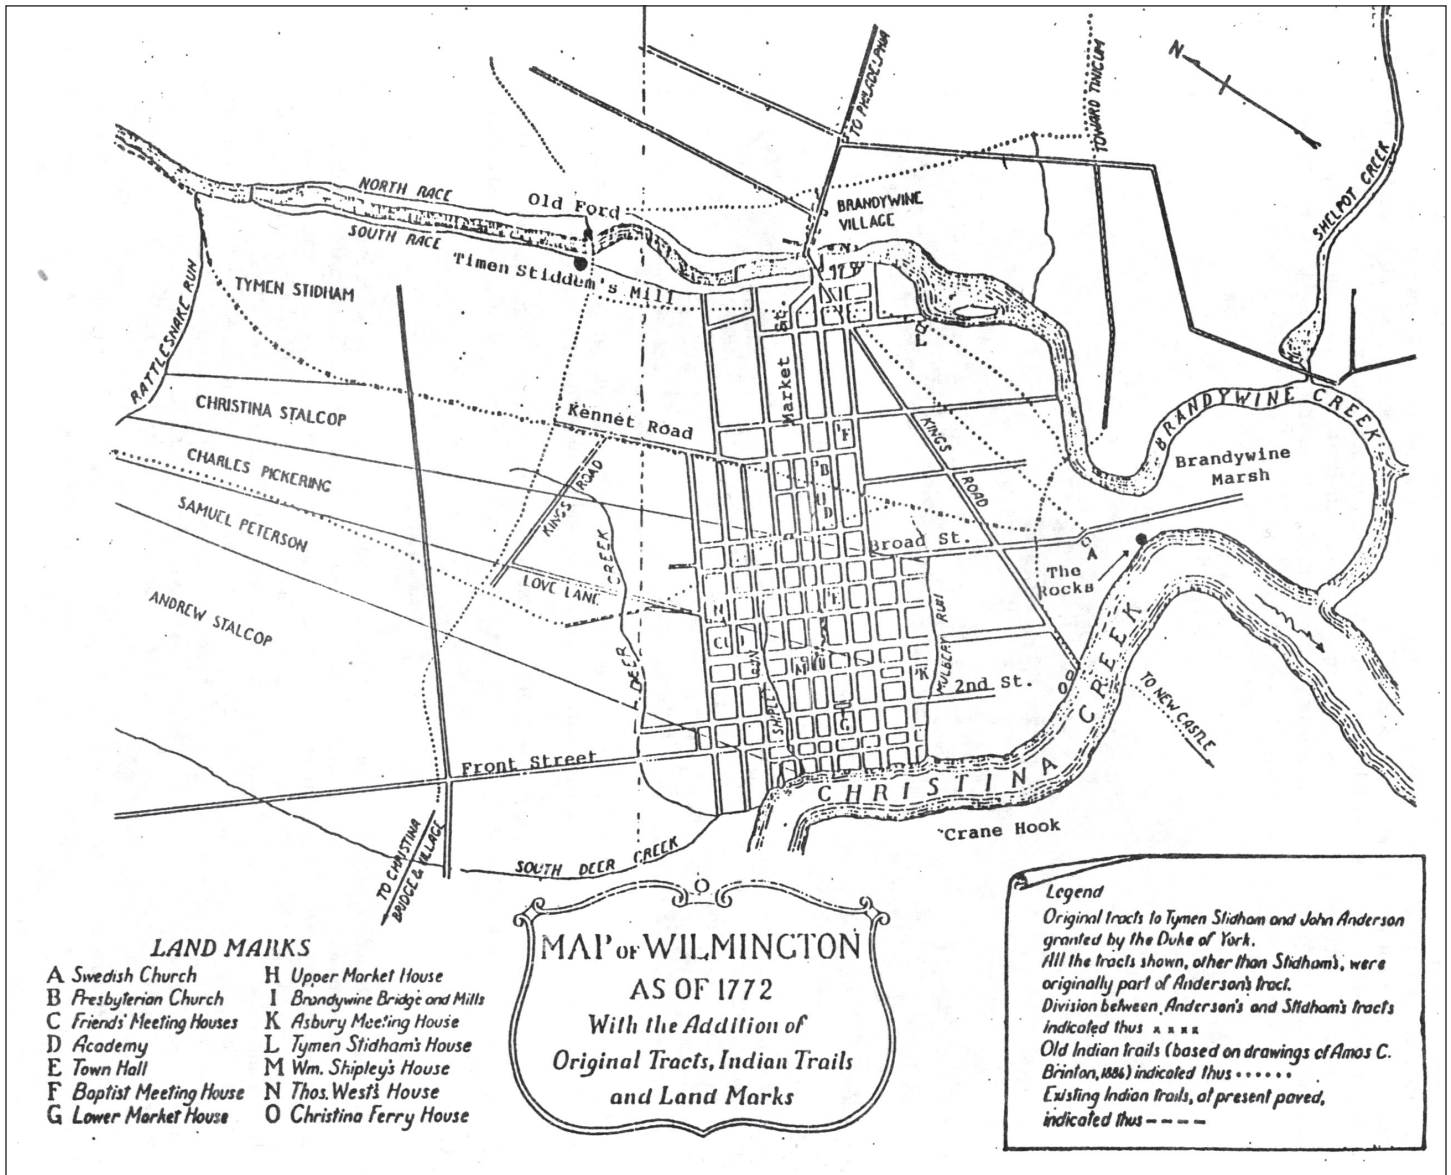 N
TO PHILADELPHIA
TOWARD TINICUM
SHELPOT CREEK
NORTH RACE
Old Ford
BRANDYWINE
VILLAGE
SOUTH RACE
Timen Stiddem's Mill
RATTLESNAKE RUN
TYMEN STIDHAM
Market St.
L
CHRISTINA STALCOP
Kennet Road
KINGS ROAD
F
BRANDYWINE CREEK
Brandywine
Marsh
CHARLES PICKERING
KINGS ROAD
B
SAMUEL PETERSON
D
Broad St.
A
The
Rocks
LOVE LANE
DEER CREEK
ANDREW STALCOP
N
C
M
K
MULBERY RUN
SHIPLEY RUN
2nd St.
O
G
TO NEW CASTLE
Front Street
CHRISTINA CREEK
Crane Hook
TO CHRISTINA
BRIDGE & VILLAGE
SOUTH DEER CREEK
MAP OF WILMINGTON
AS OF 1772
With the Addition of
Original Tracts, Indian Trails
and Land Marks
LAND MARKS
A Swedish Church
B Presbyterian Church
C Friends' Meeting Houses
D Academy
E Town Hall
F Baptist Meeting House
G Lower Market House
H Upper Market House
I Brandywine Bridge and Mills
K Asbury Meeting House
L Tymen Stidham's House
M Wm. Shipley's House
N Thos. West's House
O Christina Ferry House
Legend
Original tracts to Tymen Stidham and John Anderson
granted by the Duke of York.
All the tracts shown, other than Stidham's, were
originally part of Anderson's tract.
Division between Anderson's and Stidham's tracts
indicated thus x x x x
Old Indian trails (based on drawings of Amos C.
Brinton, 1886) indicated thus ······
Existing Indian trails, at present paved,
indicated thus ----